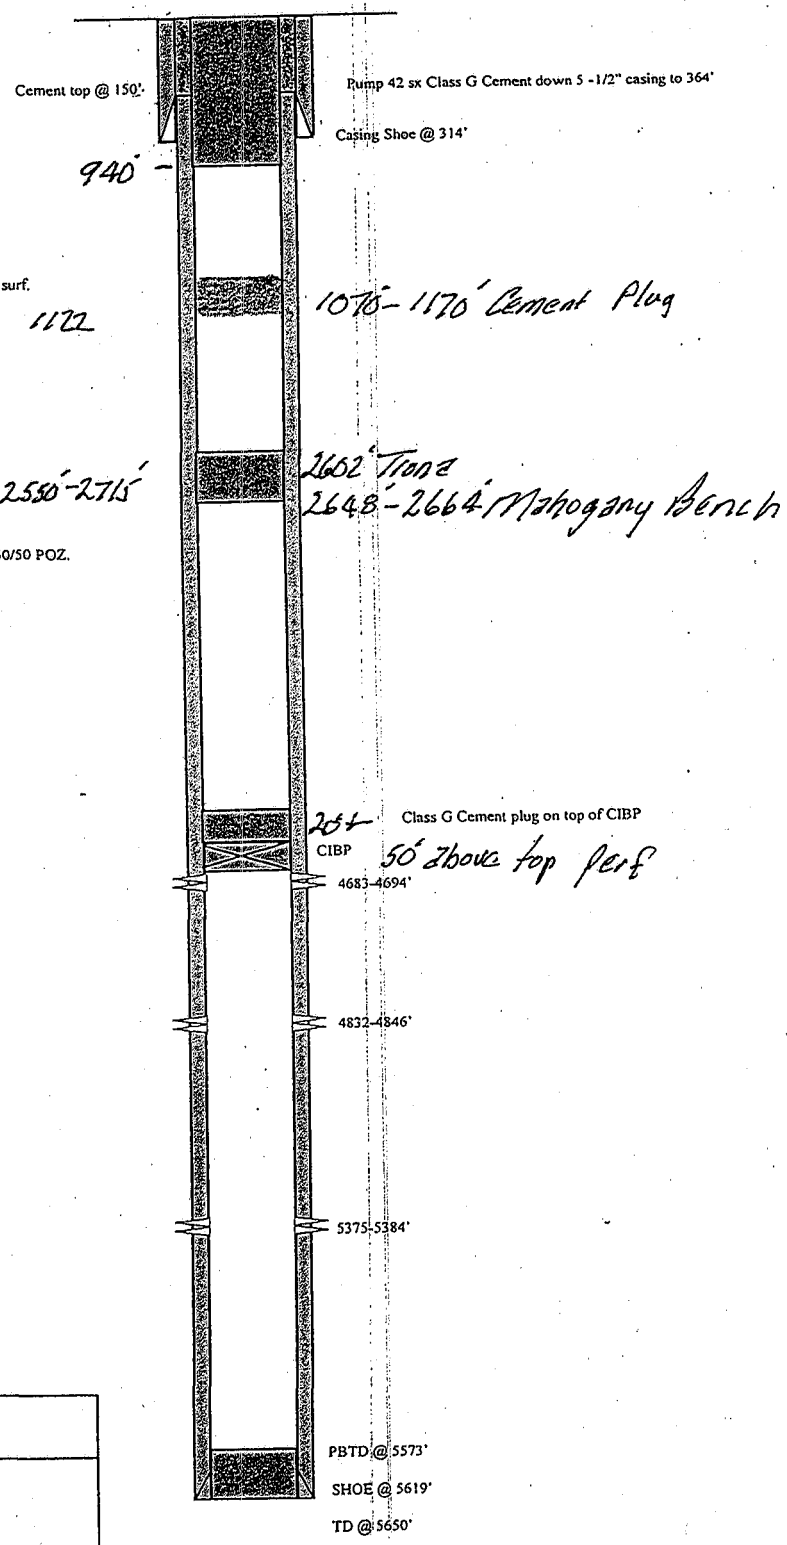 Cement top @ 150'
Pump 42 sx Class G Cement down 5 -1/2" casing to 364'
Casing Shoe @ 314'
940'
surf.
1122
1070'-1170' Cement Plug
2550'-2715'
2602' Trona
2648'-2664' Mahogany Bench
50/50 POZ.
Class G Cement plug on top of CIBP
CIBP
50' above top perf
4683-4694'
4832-4846'
5375-5384'
PBTD @ 5573'
SHOE @ 5619'
TD @ 5650'